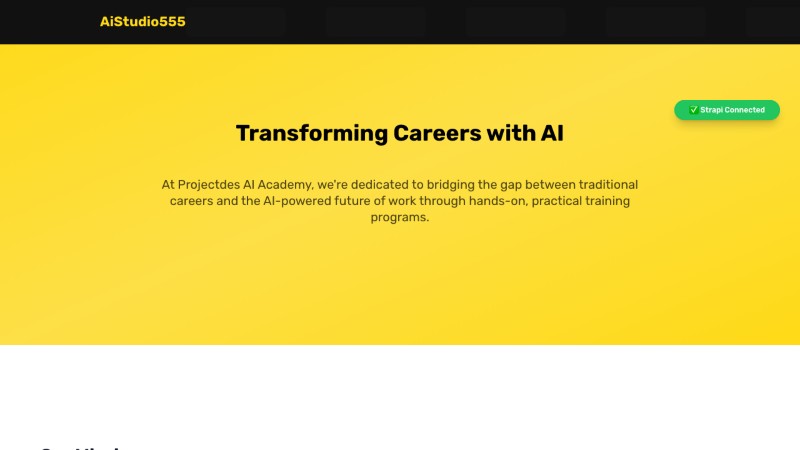 AiStudio555
✅ Strapi Connected
Transforming Careers with AI
At Projectdes AI Academy, we're dedicated to bridging the gap between traditional
careers and the AI-powered future of work through hands-on, practical training
programs.